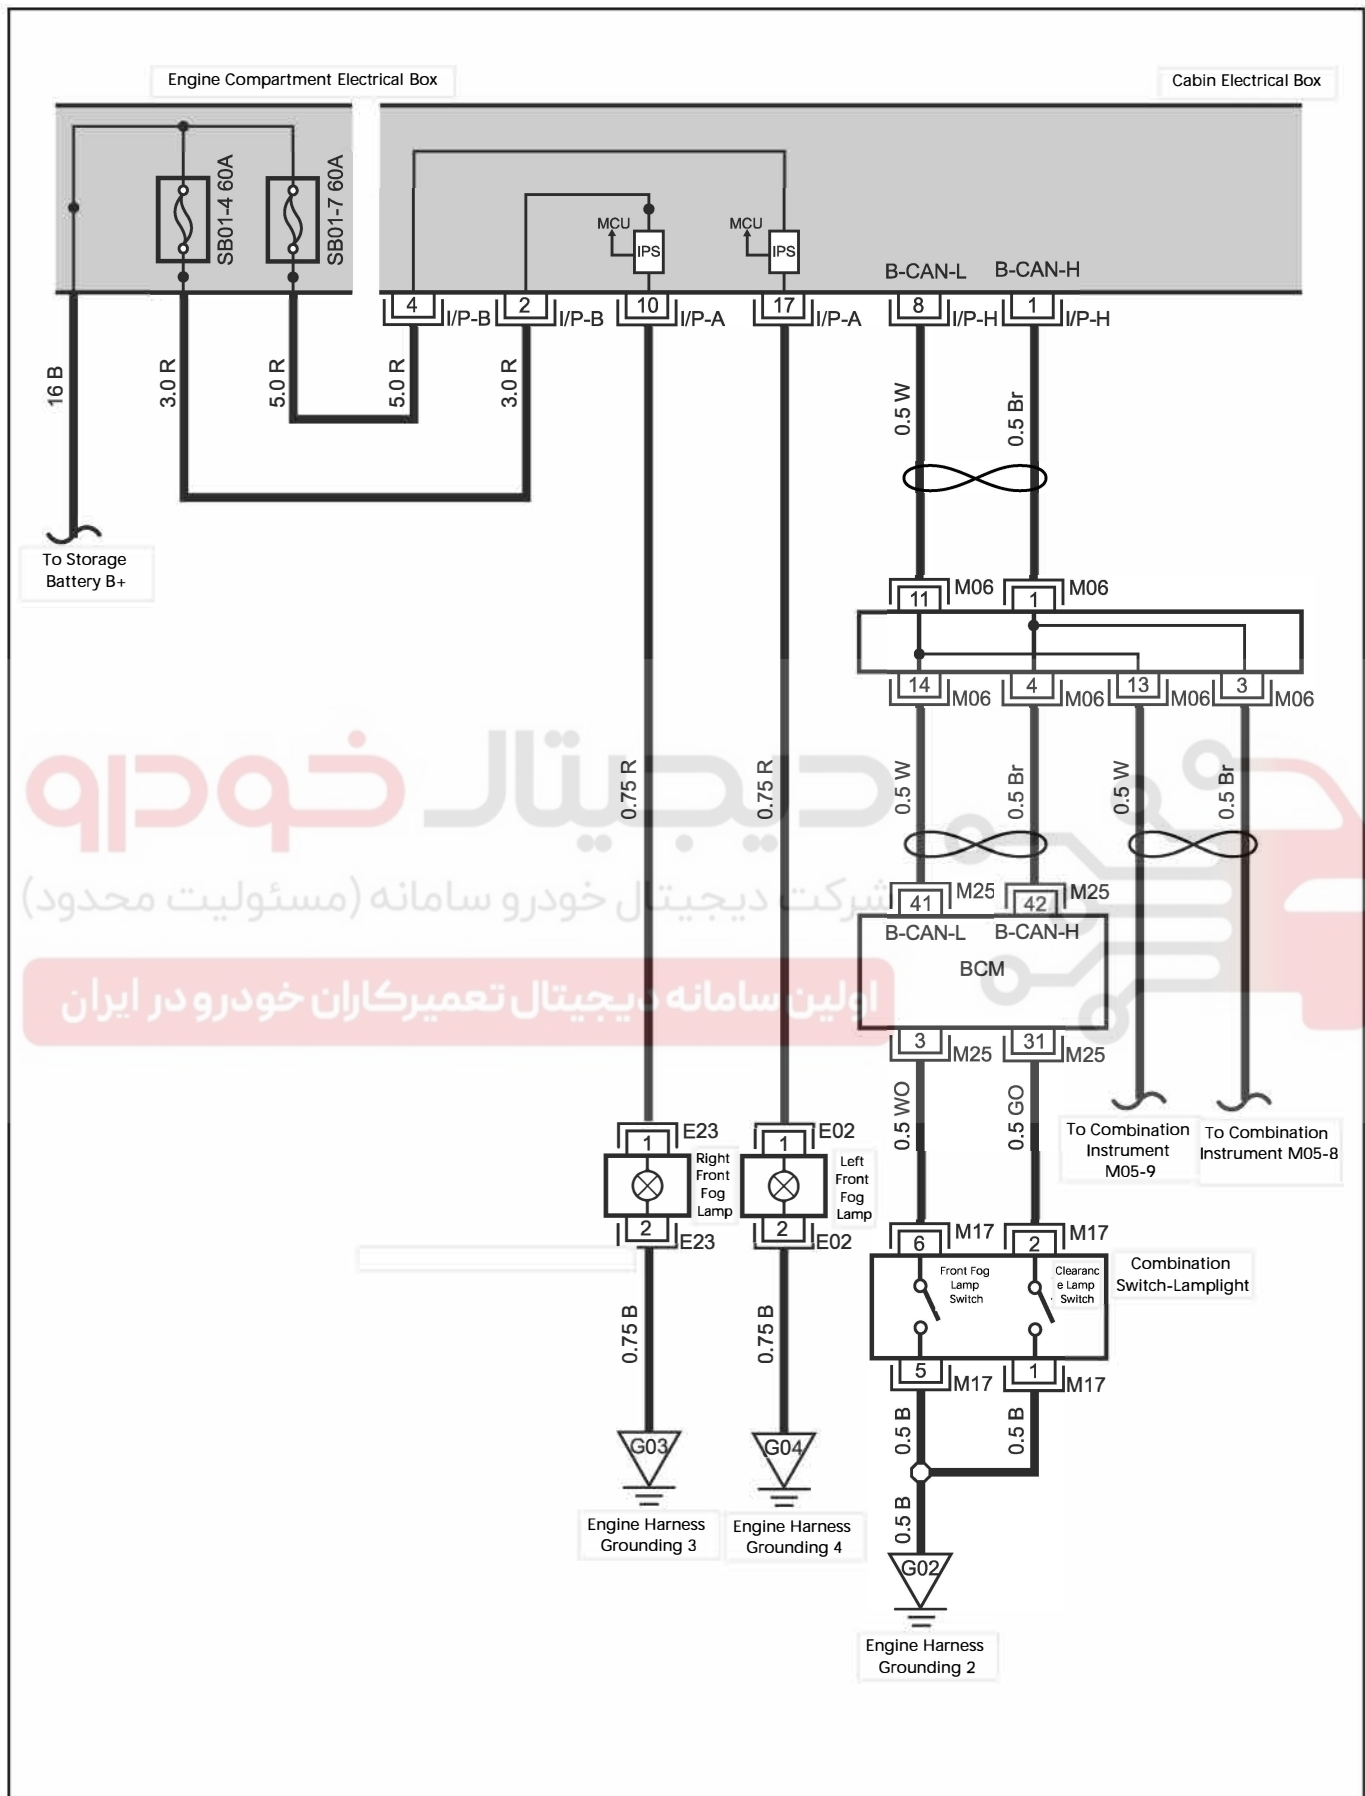 Engine Compartment Electrical Box
Cabin Electrical Box
SB01-4 60A
SB01-7 60A
MCU
IPS
MCU
IPS
B-CAN-L
B-CAN-H
4
I/P-B
2
I/P-B
10
I/P-A
17
I/P-A
8
I/P-H
1
I/P-H
16 B
3.0 R
5.0 R
5.0 R
3.0 R
0.5 W
0.5 Br
To Storage
Battery B+
11
M06
1
M06
14
M06
4
M06
13
M06
3
M06
0.75 R
0.75 R
0.5 W
0.5 Br
0.5 W
0.5 Br
دیجیتال خودرو
شرکت دیجیتال خودرو سامانه (مسئولیت محدود)
اولین سامانه دیجیتال تعمیرکاران خودرو در ایران
41
M25
42
M25
B-CAN-L
B-CAN-H
BCM
3
M25
31
M25
0.5 WO
0.5 GO
To Combination
Instrument
M05-9
To Combination
Instrument M05-8
1
E23
1
E02
Right
Front
Fog
Lamp
Left
Front
Fog
Lamp
2
E23
2
E02
6
M17
2
M17
Front Fog
Lamp
Switch
Clearanc
e Lamp
Switch
Combination
Switch-Lamplight
5
M17
1
M17
0.75 B
0.75 B
0.5 B
0.5 B
G03
G04
0.5 B
Engine Harness
Grounding 3
Engine Harness
Grounding 4
G02
Engine Harness
Grounding 2